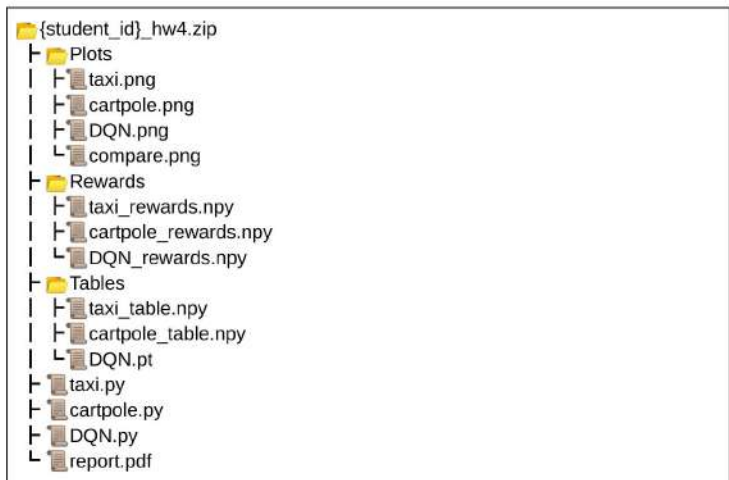 {student_id}_hw4.zip
Plots
taxi.png
cartpole.png
DQN.png
compare.png
Rewards
taxi_rewards.npy
cartpole_rewards.npy
DQN_rewards.npy
Tables
taxi_table.npy
cartpole_table.npy
DQN.pt
taxi.py
cartpole.py
DQN.py
report.pdf